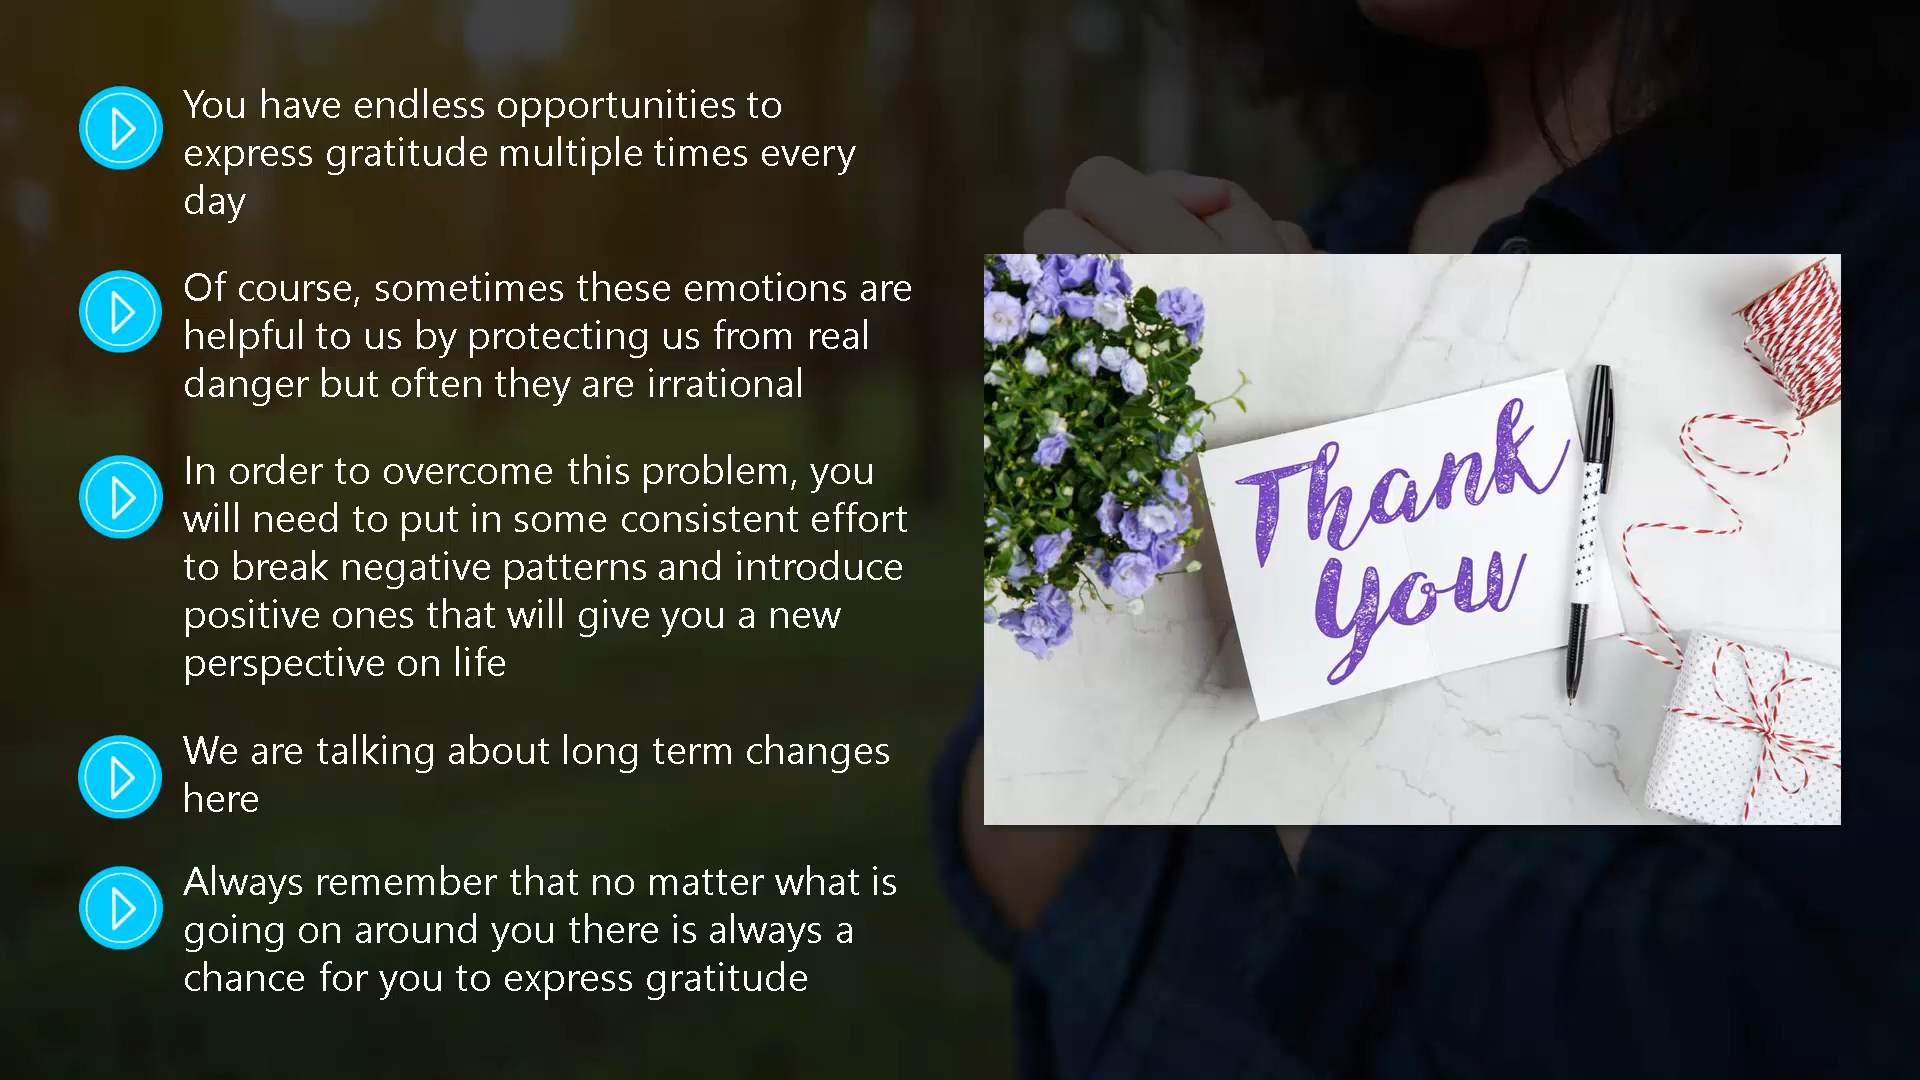 You have endless opportunities to
express gratitude multiple times every
day
Of course, sometimes these emotions are
helpful to us by protecting us from real
danger but often they are irrational
In order to overcome this problem, you
will need to put in some consistent effort
to break negative patterns and introduce
positive ones that will give you a new
perspective on life
We are talking about long term changes
here
Always remember that no matter what is
going on around you there is always a
chance for you to express gratitude
Thank
You